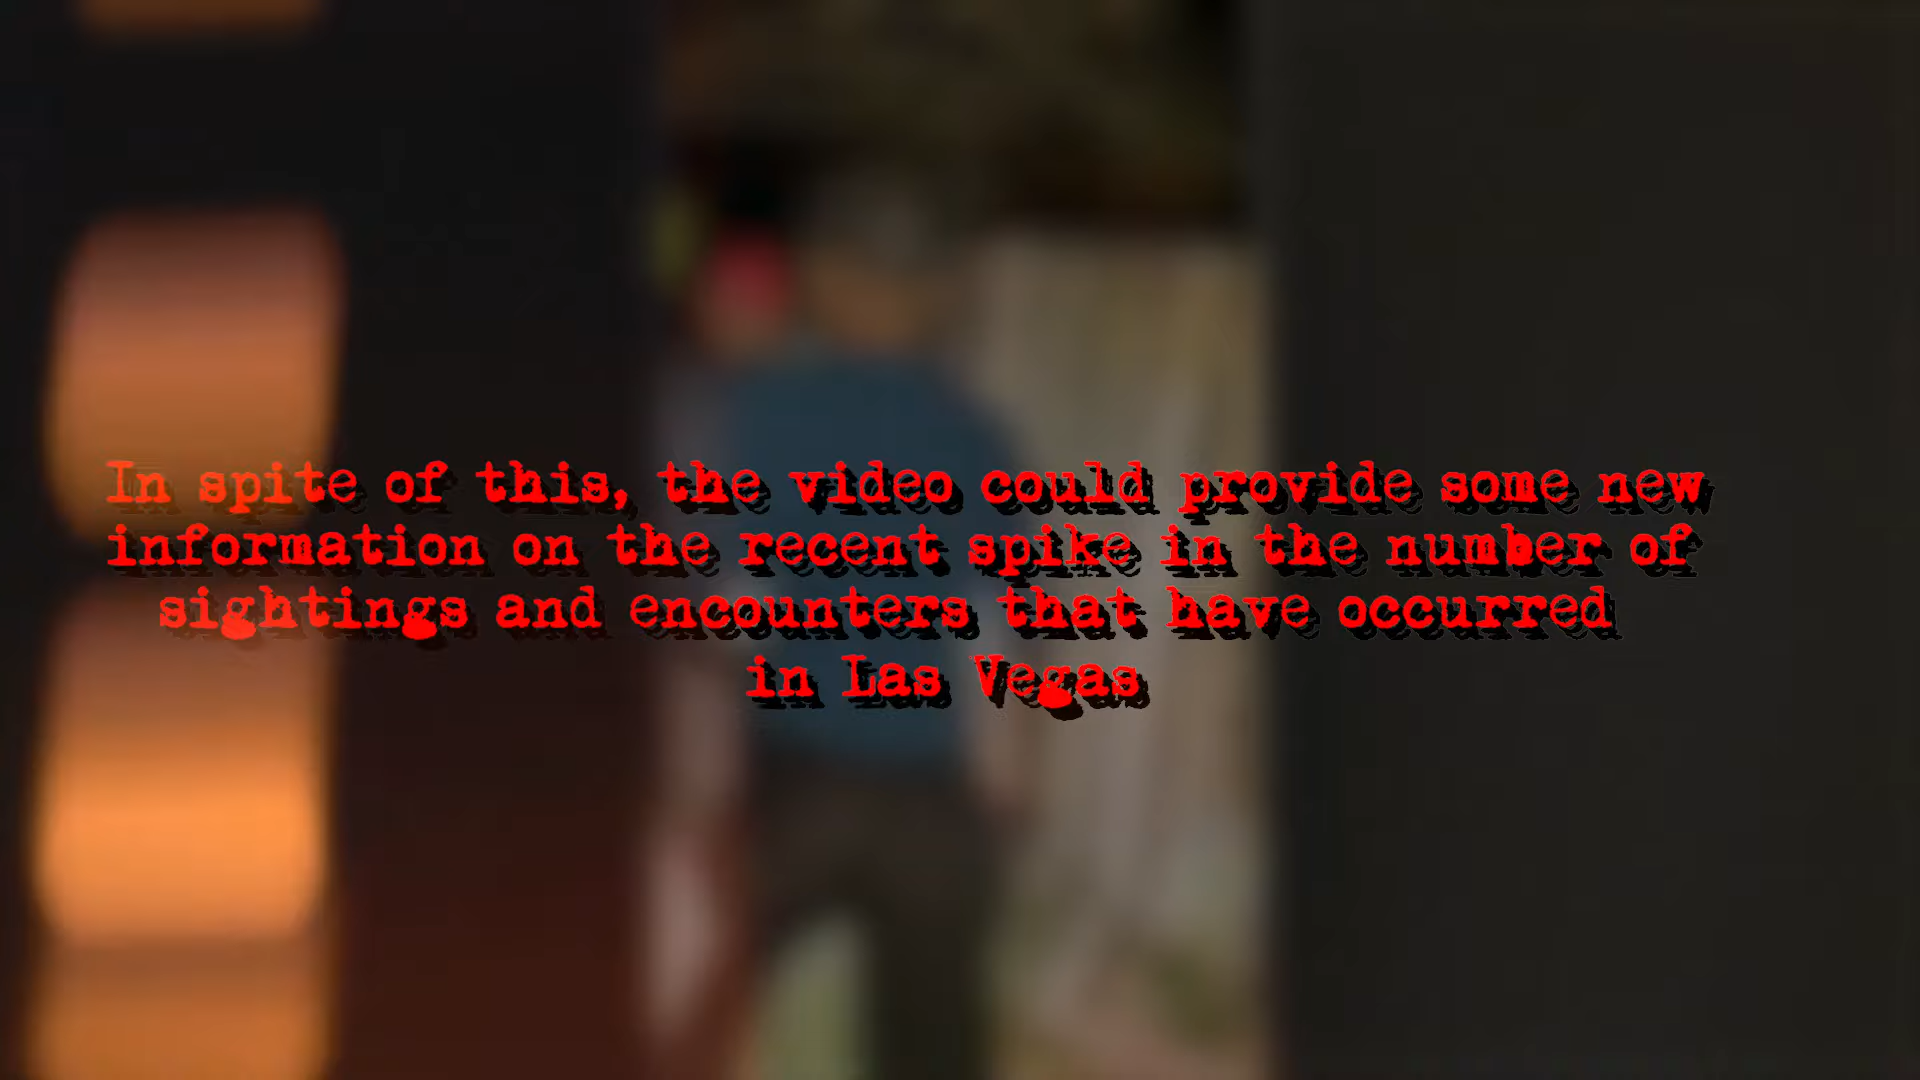 In spite of this, the video could provide some new
information on the recent spike in the number of
sightings and encounters that have occurred
in Las Vegas